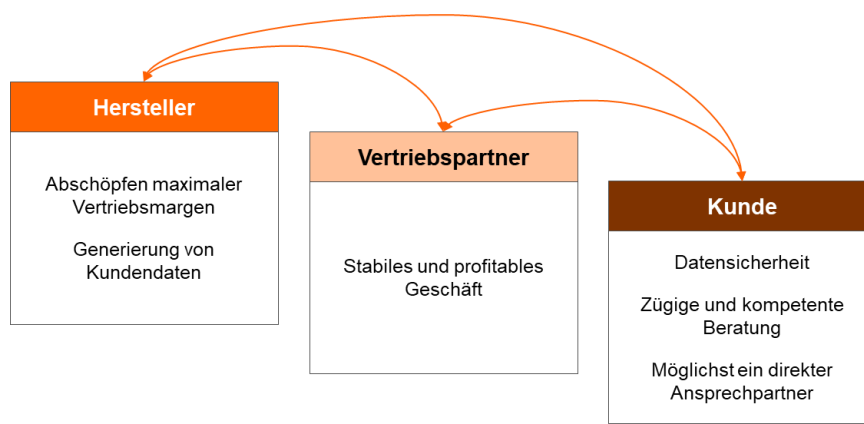 Hersteller
Abschöpfen maximaler
Vertriebsmargen
Generierung von
Kundendaten
Vertriebspartner
Stabiles und profitables
Geschäft
Kunde
Datensicherheit
Zügige und kompetente
Beratung
Möglichst ein direkter
Ansprechpartner